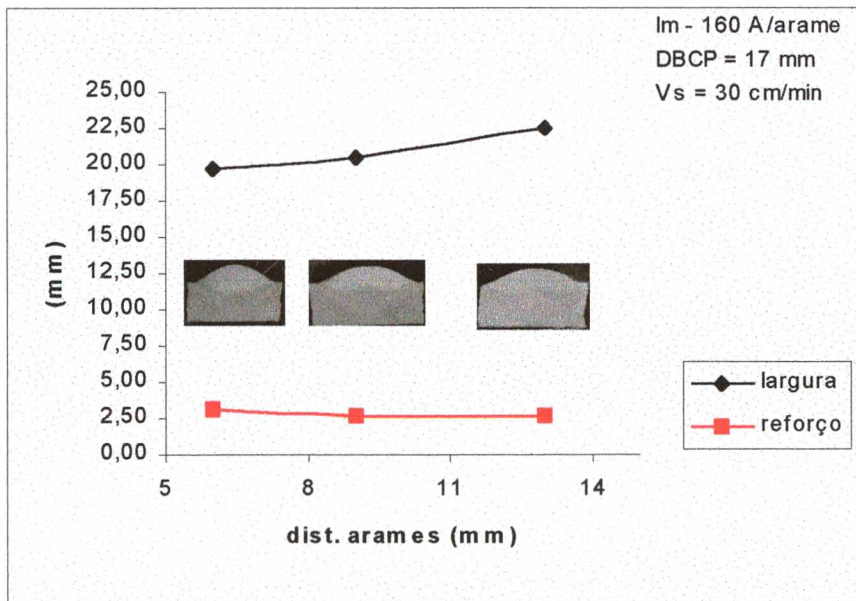 Im - 160 A/arame
DBCP = 17 mm
Vs = 30 cm/min
25,00
22,50
20,00
17,50
15,00
12,50
10,00
7,50
5,00
2,50
0,00
(mm)
5 8 11 14
dist. arames (mm)
largura
reforço